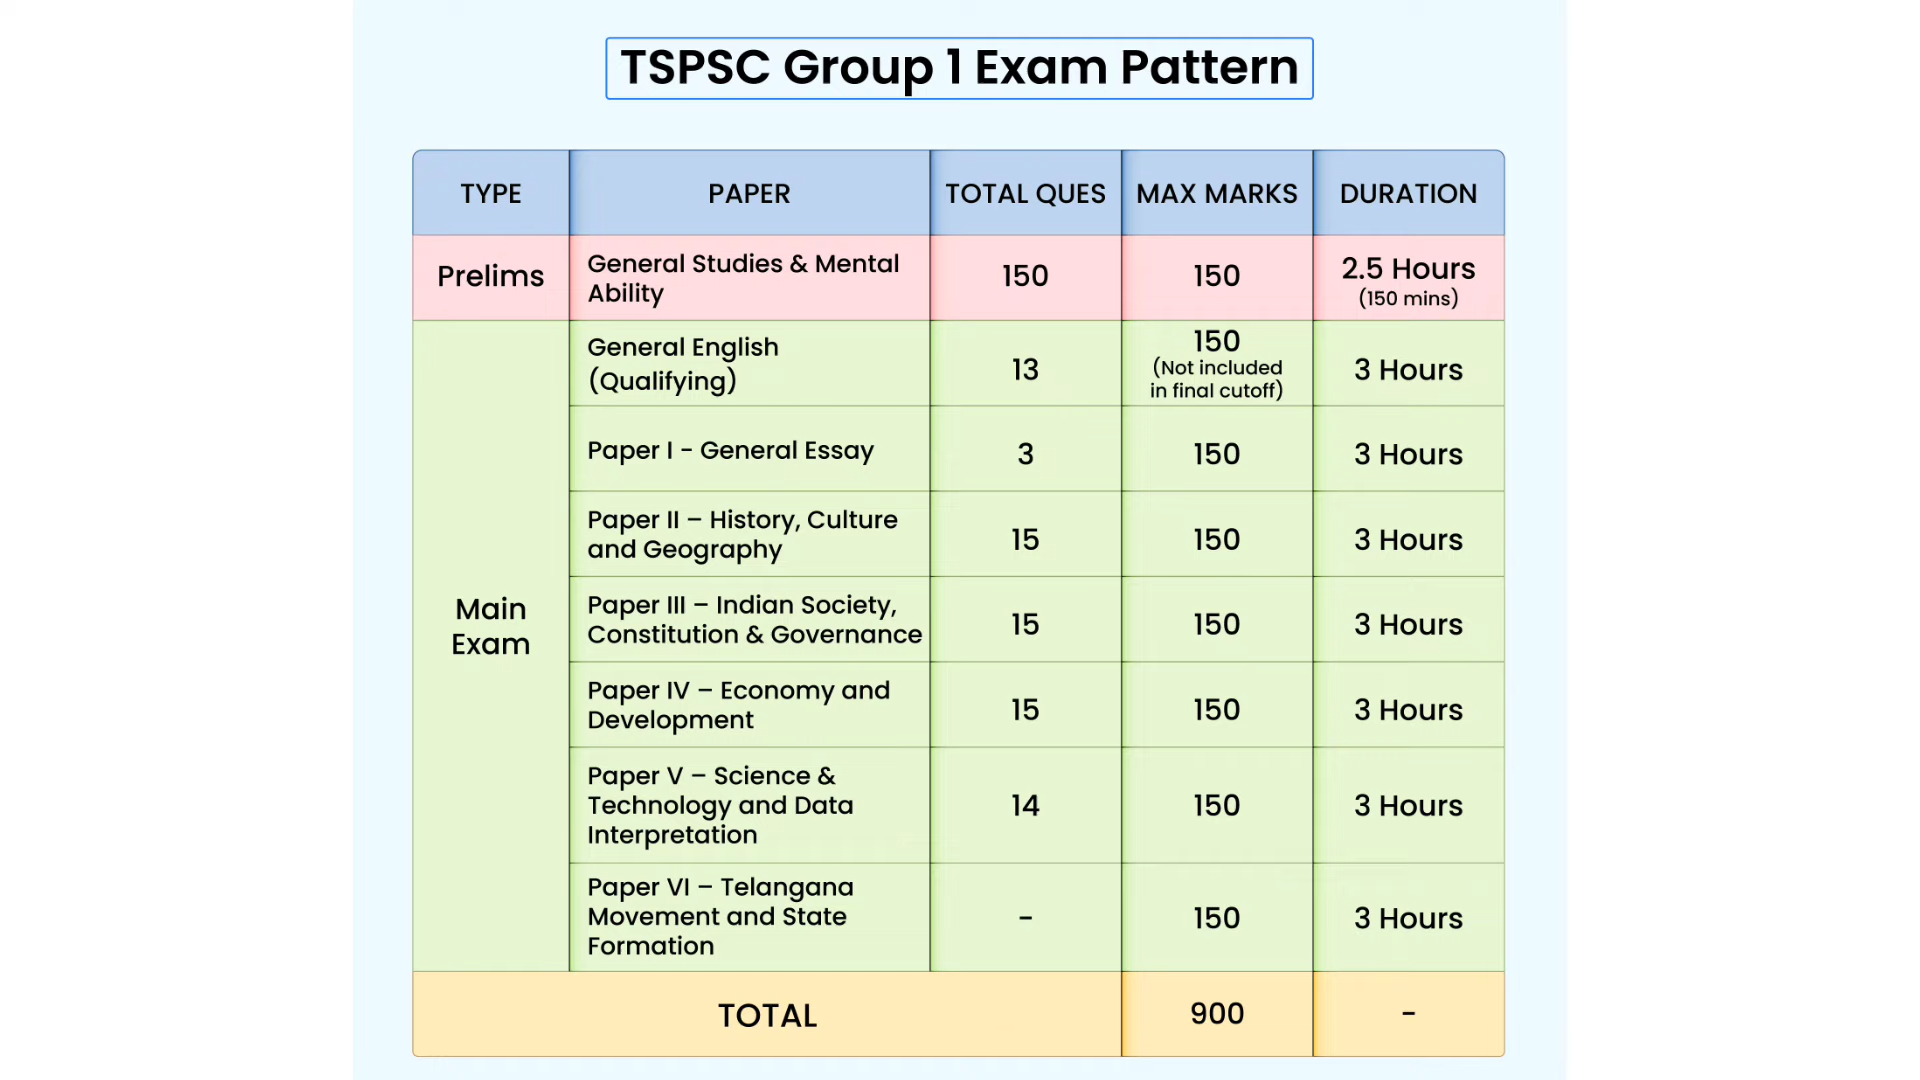 TSPSC Group 1 Exam Pattern
TYPE
PAPER
TOTAL QUES
MAX MARKS
DURATION
Prelims
General Studies & Mental
Ability
150
150
2.5 Hours
(150 mins)
Main
Exam
General English
(Qualifying)
13
150
(Not included
in final cutoff)
3 Hours
Paper I - General Essay
3
150
3 Hours
Paper II – History, Culture
and Geography
15
150
3 Hours
Paper III – Indian Society,
Constitution & Governance
15
150
3 Hours
Paper IV – Economy and
Development
15
150
3 Hours
Paper V – Science &
Technology and Data
Interpretation
14
150
3 Hours
Paper VI – Telangana
Movement and State
Formation
-
150
3 Hours
TOTAL
900
-